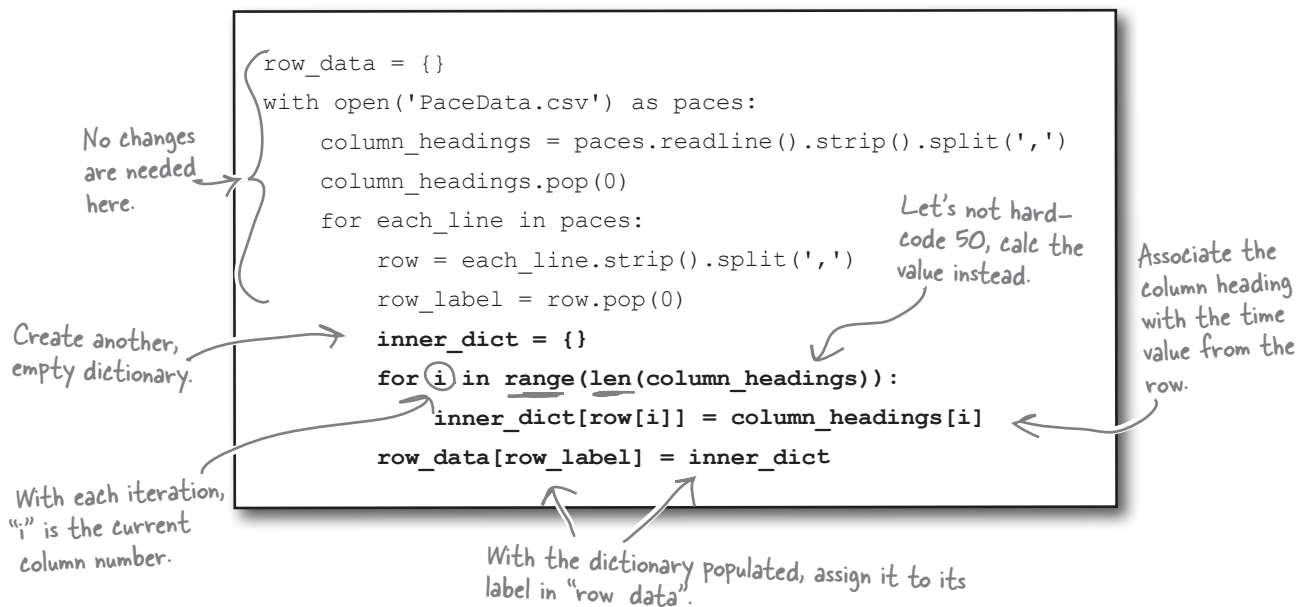 row_data = {}
with open('PaceData.csv') as paces:
    column_headings = paces.readline().strip().split(',')
    column_headings.pop(0)
    for each_line in paces:
        row = each_line.strip().split(',')
        row_label = row.pop(0)
        inner_dict = {}
        for i in range(len(column_headings)):
            inner_dict[row[i]] = column_headings[i]
        row_data[row_label] = inner_dict
No changes
are needed
here.
Let's not hard-
code 50, calc the
value instead.
Associate the
column heading
with the time
value from the
row.
Create another,
empty dictionary.
With each iteration,
“i” is the current
column number.
With the dictionary populated, assign it to its
label in “row data”.